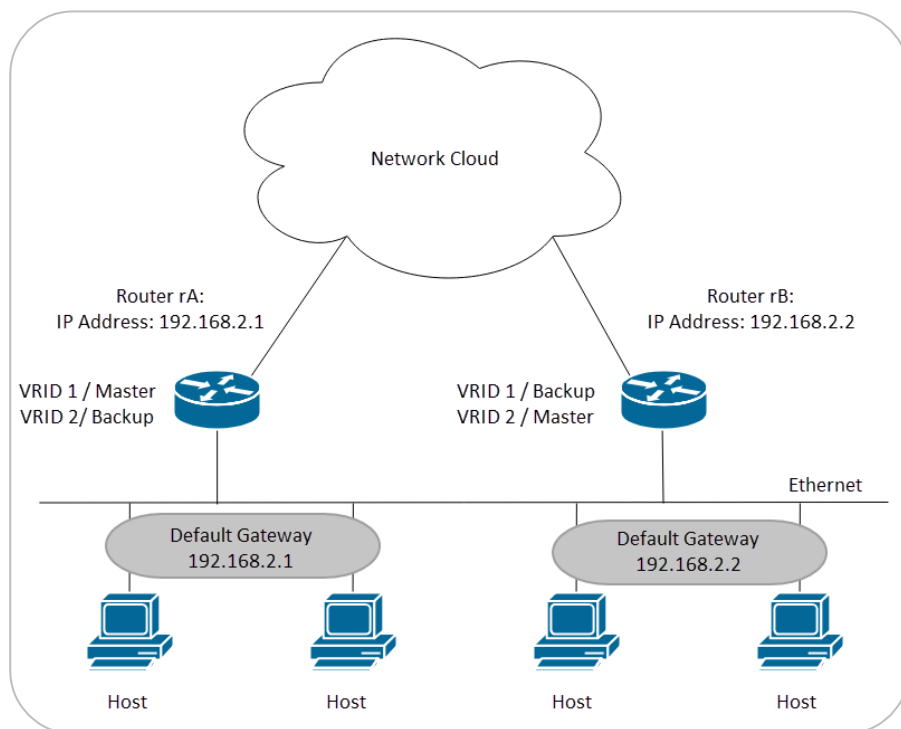 Network Cloud
Router rA:
IP Address: 192.168.2.1
Router rB:
IP Address: 192.168.2.2
VRID 1 / Master
VRID 2/ Backup
VRID 1 / Backup
VRID 2 / Master
Ethernet
Default Gateway
192.168.2.1
Default Gateway
192.168.2.2
Host
Host
Host
Host